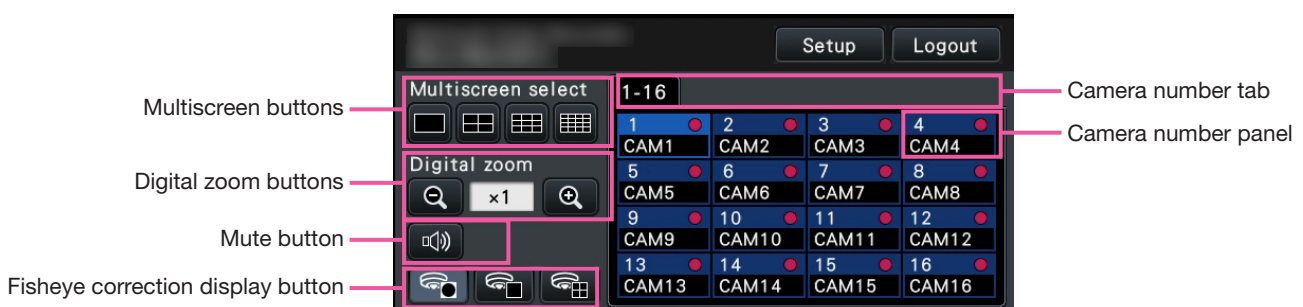 Setup Logout
Multiscreen buttons
Multiscreen select
1-16
Camera number tab
1 2 3 4
CAM1 CAM2 CAM3 CAM4
Camera number panel
Digital zoom buttons
Digital zoom
×1
5 6 7 8
CAM5 CAM6 CAM7 CAM8
Mute button
9 10 11 12
CAM9 CAM10 CAM11 CAM12
Fisheye correction display button
13 14 15 16
CAM13 CAM14 CAM15 CAM16